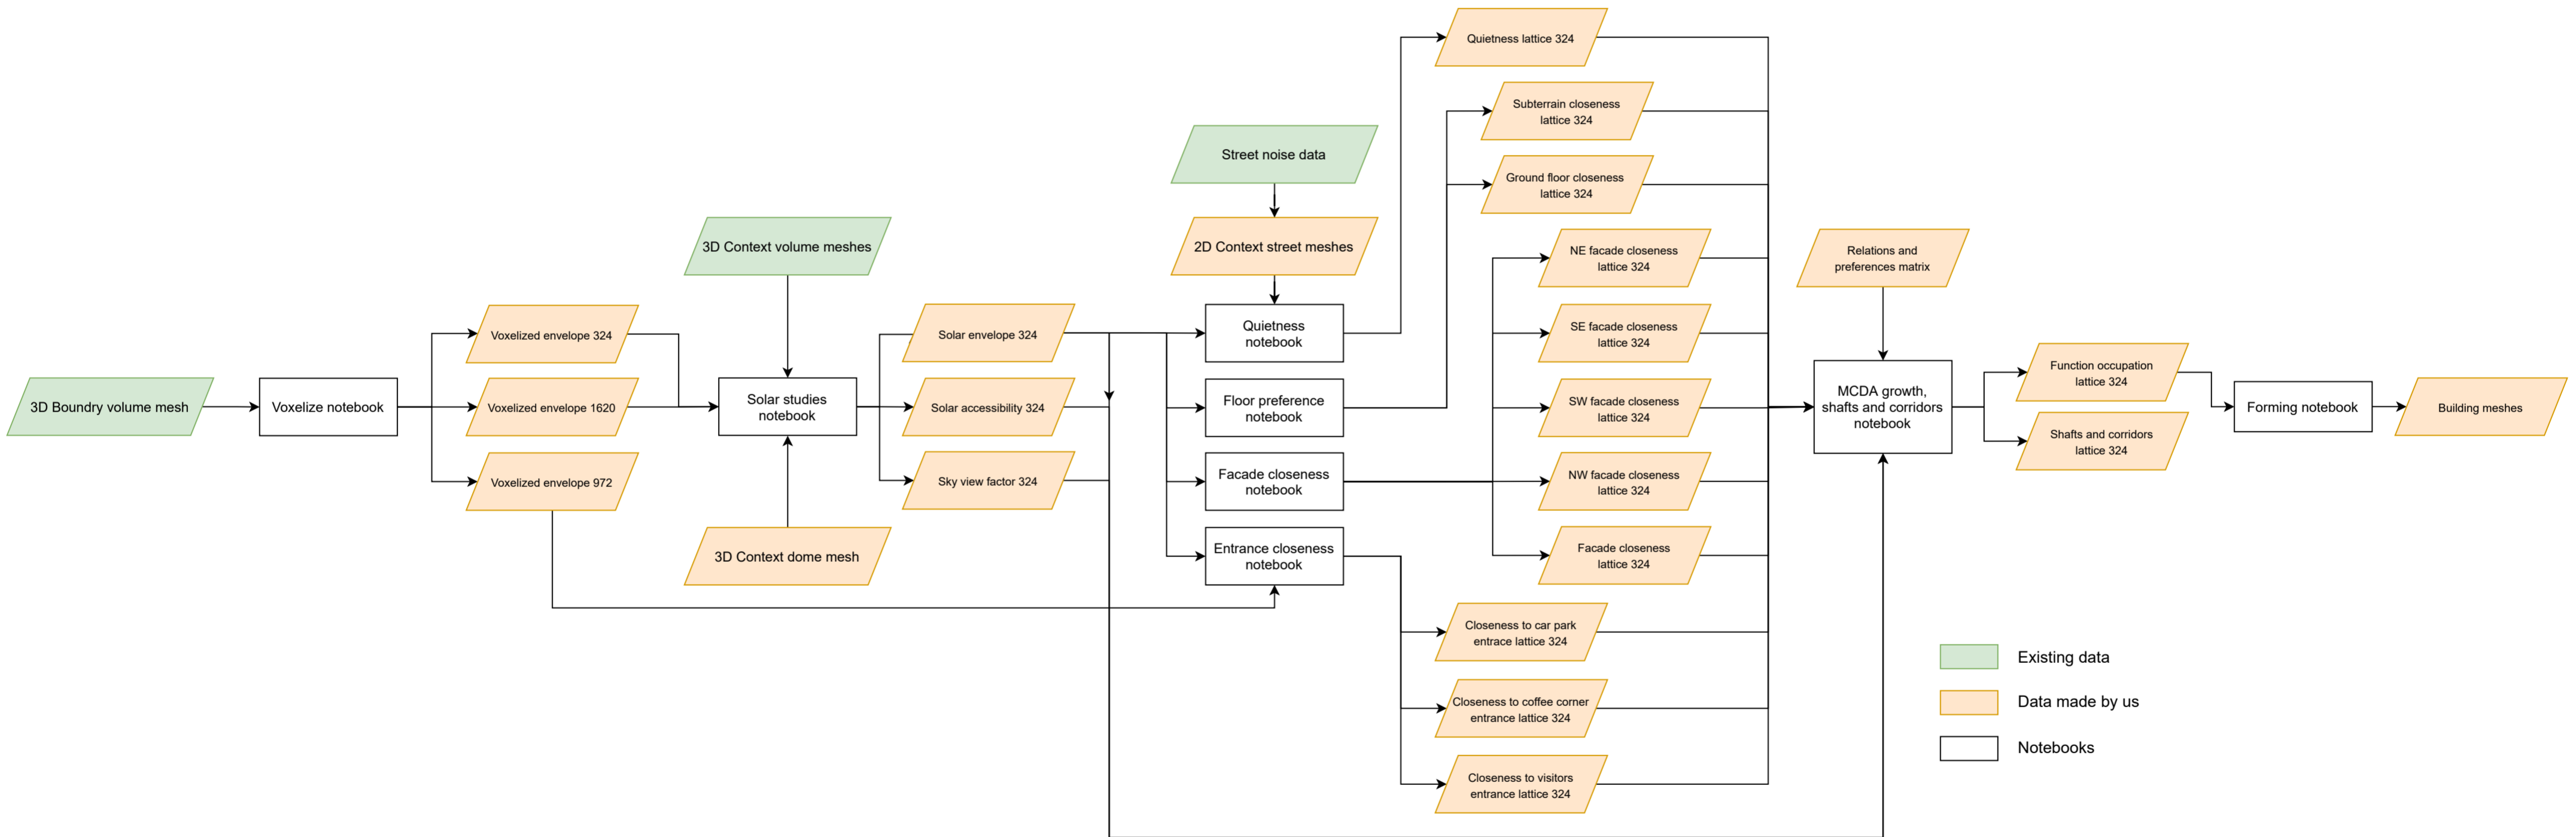 3D Boundry volume mesh
Voxelize notebook
Voxelized envelope 324
Voxelized envelope 1620
Voxelized envelope 972
3D Context volume meshes
Solar studies
notebook
3D Context dome mesh
Solar envelope 324
Solar accessibility 324
Sky view factor 324
Street noise data
2D Context street meshes
Quietness
notebook
Floor preference
notebook
Facade closeness
notebook
Entrance closeness
notebook
Quietness lattice 324
Subterrain closeness
lattice 324
Ground floor closeness
lattice 324
NE facade closeness
lattice 324
SE facade closeness
lattice 324
SW facade closeness
lattice 324
NW facade closeness
lattice 324
Facade closeness
lattice 324
Closeness to car park
entrace lattice 324
Closeness to coffee corner
entrance lattice 324
Closeness to visitors
entrance lattice 324
Relations and
preferences matrix
MCDA growth,
shafts and corridors
notebook
Function occupation
lattice 324
Shafts and corridors
lattice 324
Forming notebook
Building meshes
Existing data
Data made by us
Notebooks